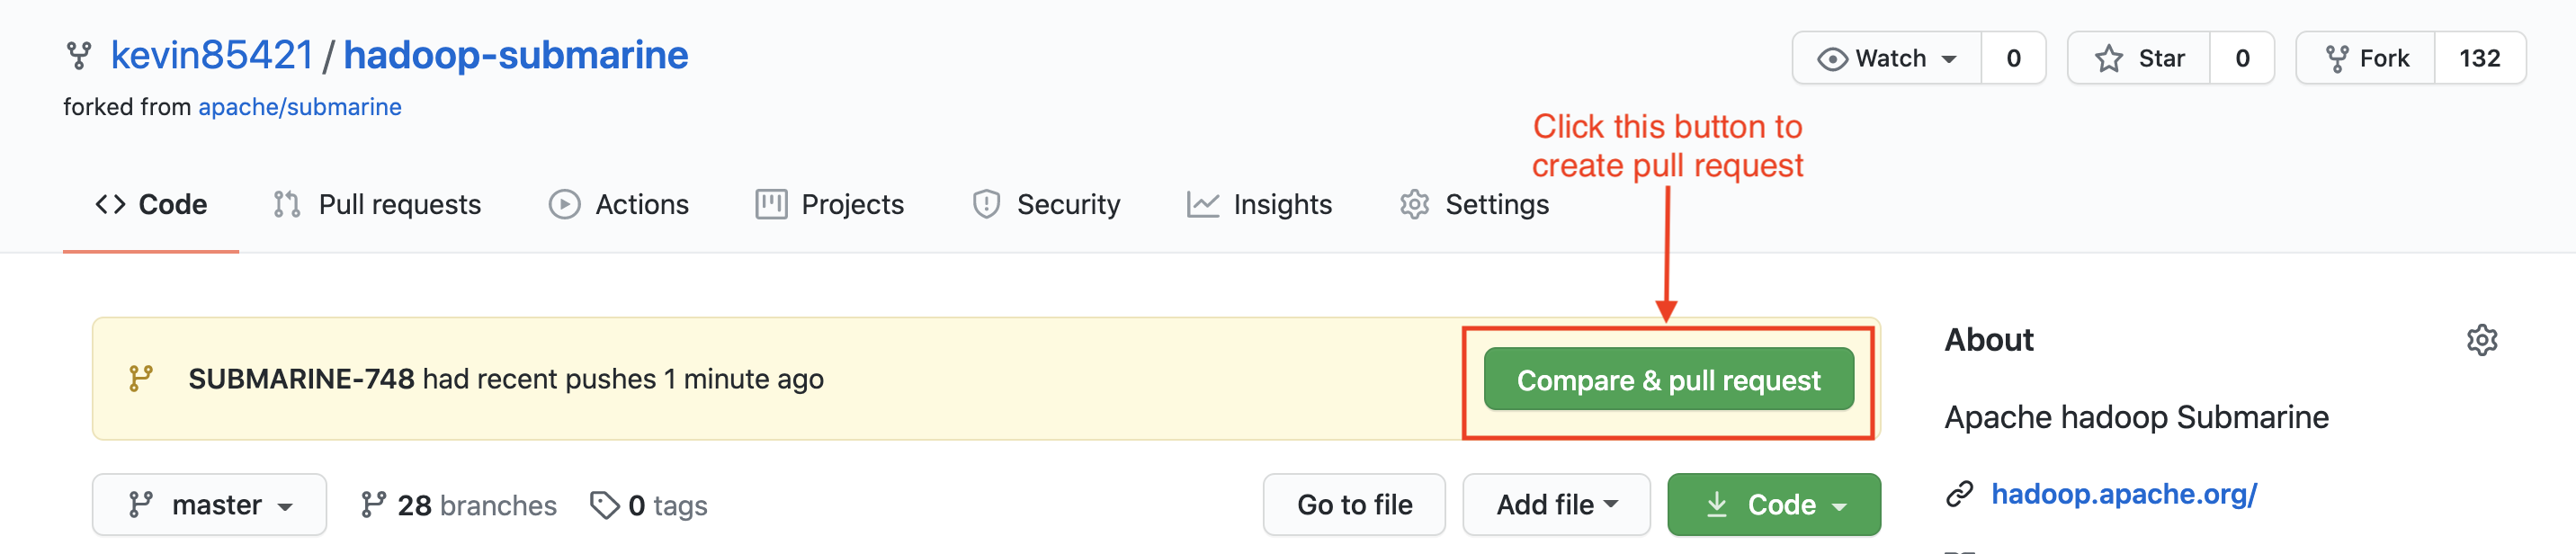 kevin85421 / hadoop-submarine
Watch 0 Star 0 Fork 132
forked from apache/submarine
Click this button to
create pull request
Code Pull requests Actions Projects Security Insights Settings
SUBMARINE-748 had recent pushes 1 minute ago
Compare & pull request
About
Apache hadoop Submarine
hadoop.apache.org/
master 28 branches 0 tags
Go to file Add file Code